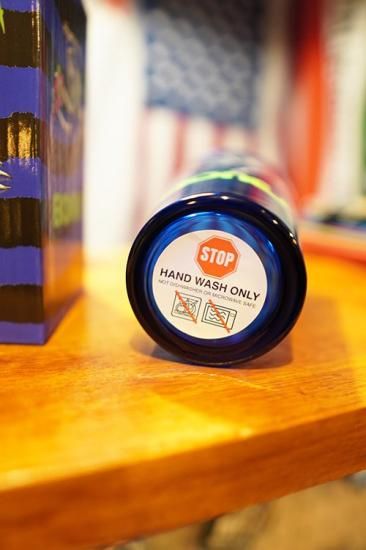 STOP
HAND WASH ONLY
NOT DISHWASHER OR MICROWAVE SAFE